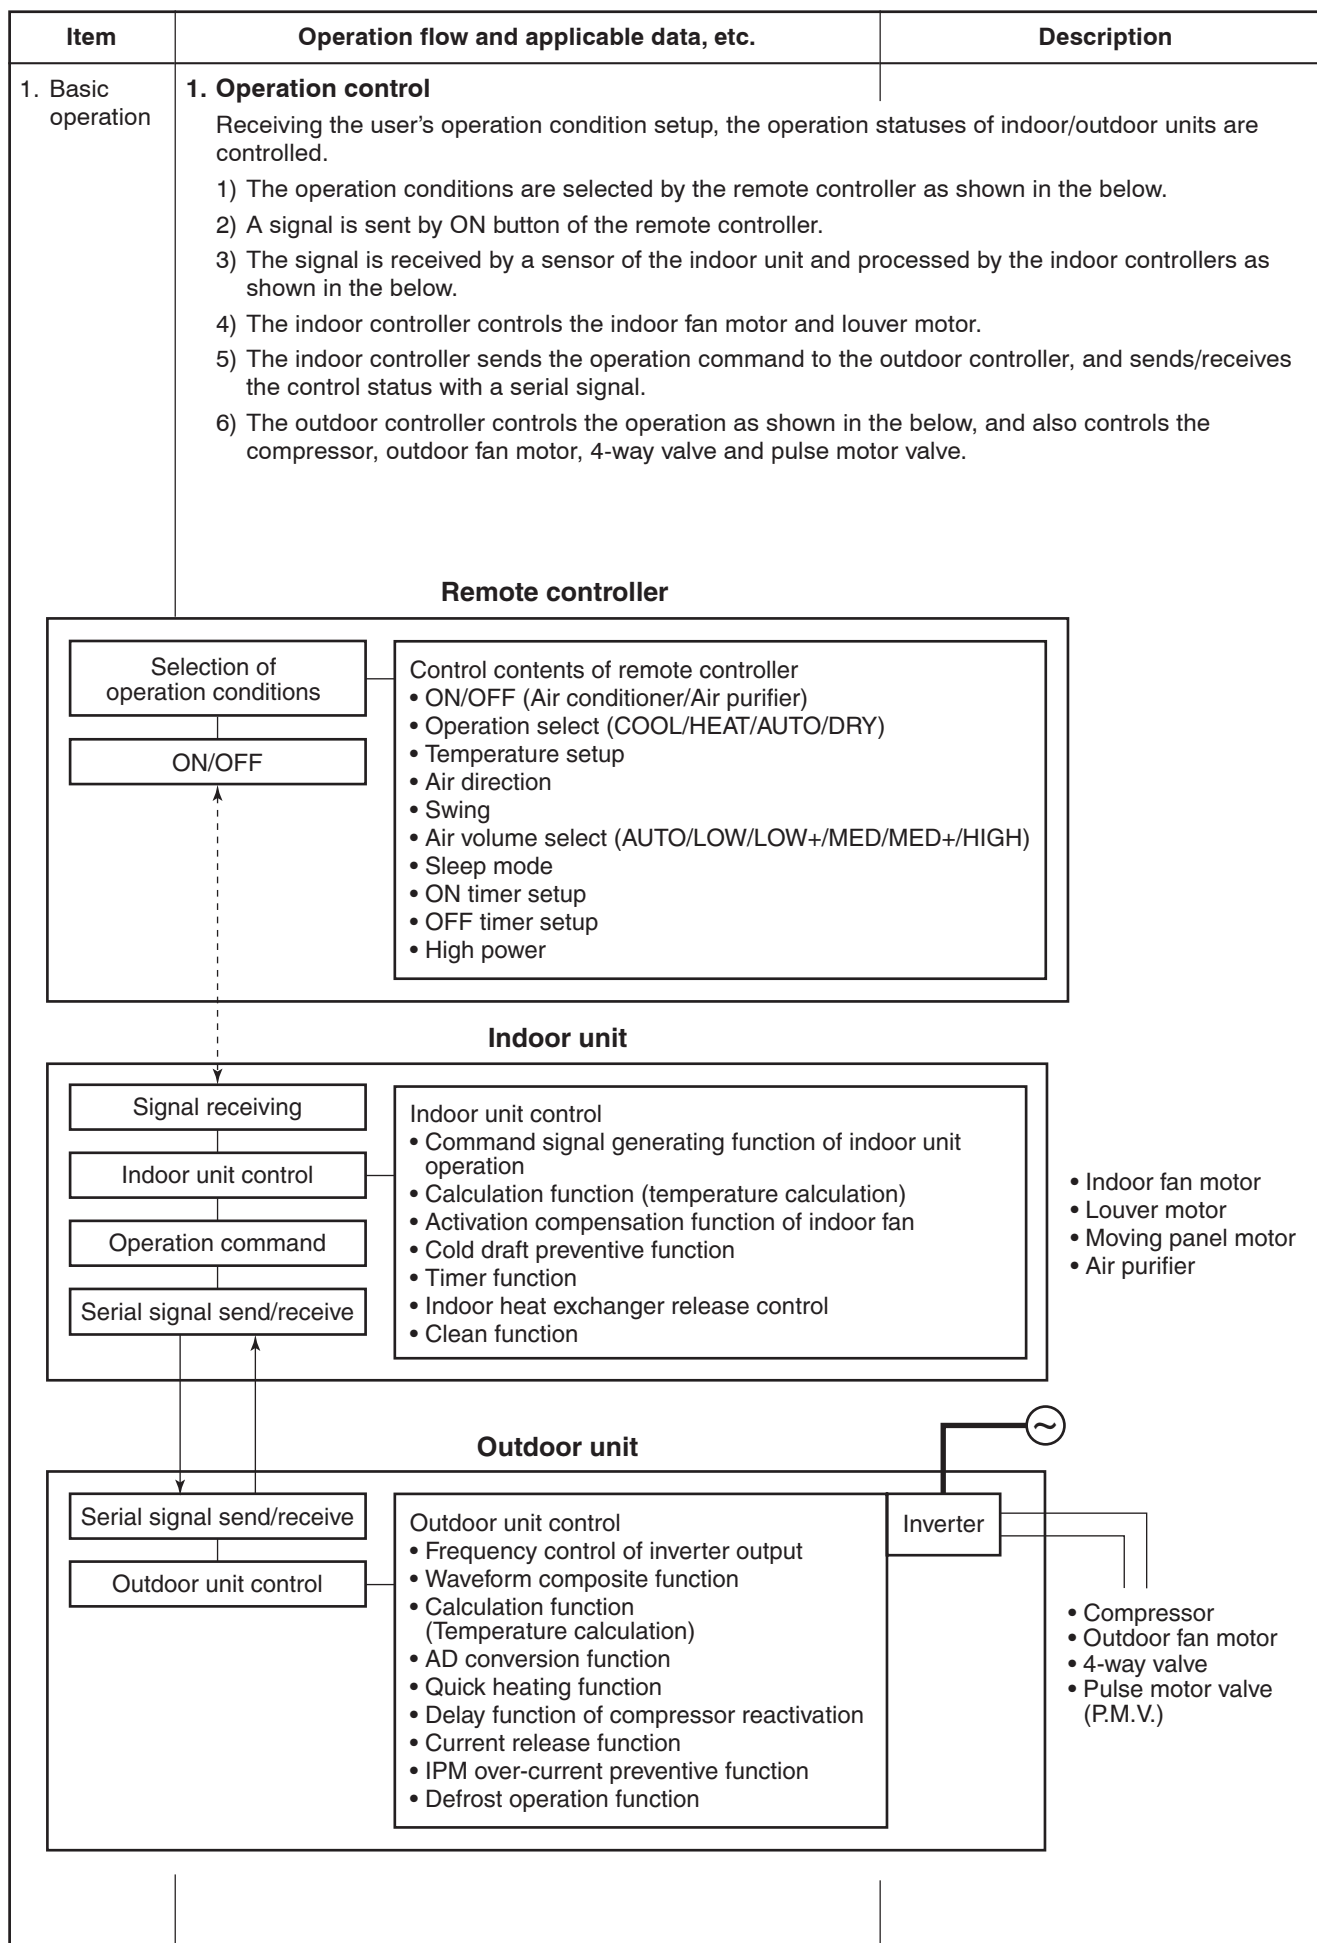 Item
Operation flow and applicable data, etc.
Description
1. Basic
operation
1. Operation control
Receiving the user's operation condition setup, the operation statuses of indoor/outdoor units are
controlled.
1) The operation conditions are selected by the remote controller as shown in the below.
2) A signal is sent by ON button of the remote controller.
3) The signal is received by a sensor of the indoor unit and processed by the indoor controllers as
shown in the below.
4) The indoor controller controls the indoor fan motor and louver motor.
5) The indoor controller sends the operation command to the outdoor controller, and sends/receives
the control status with a serial signal.
6) The outdoor controller controls the operation as shown in the below, and also controls the
compressor, outdoor fan motor, 4-way valve and pulse motor valve.
Remote controller
Selection of
operation conditions
ON/OFF
Control contents of remote controller
• ON/OFF (Air conditioner/Air purifier)
• Operation select (COOL/HEAT/AUTO/DRY)
• Temperature setup
• Air direction
• Swing
• Air volume select (AUTO/LOW/LOW+/MED/MED+/HIGH)
• Sleep mode
• ON timer setup
• OFF timer setup
• High power
Indoor unit
Signal receiving
Indoor unit control
Operation command
Serial signal send/receive
Indoor unit control
• Command signal generating function of indoor unit
operation
• Calculation function (temperature calculation)
• Activation compensation function of indoor fan
• Cold draft preventive function
• Timer function
• Indoor heat exchanger release control
• Clean function
• Indoor fan motor
• Louver motor
• Moving panel motor
• Air purifier
Outdoor unit
~
Serial signal send/receive
Outdoor unit control
Outdoor unit control
• Frequency control of inverter output
• Waveform composite function
• Calculation function
(Temperature calculation)
• AD conversion function
• Quick heating function
• Delay function of compressor reactivation
• Current release function
• IPM over-current preventive function
• Defrost operation function
Inverter
• Compressor
• Outdoor fan motor
• 4-way valve
• Pulse motor valve
(P.M.V.)